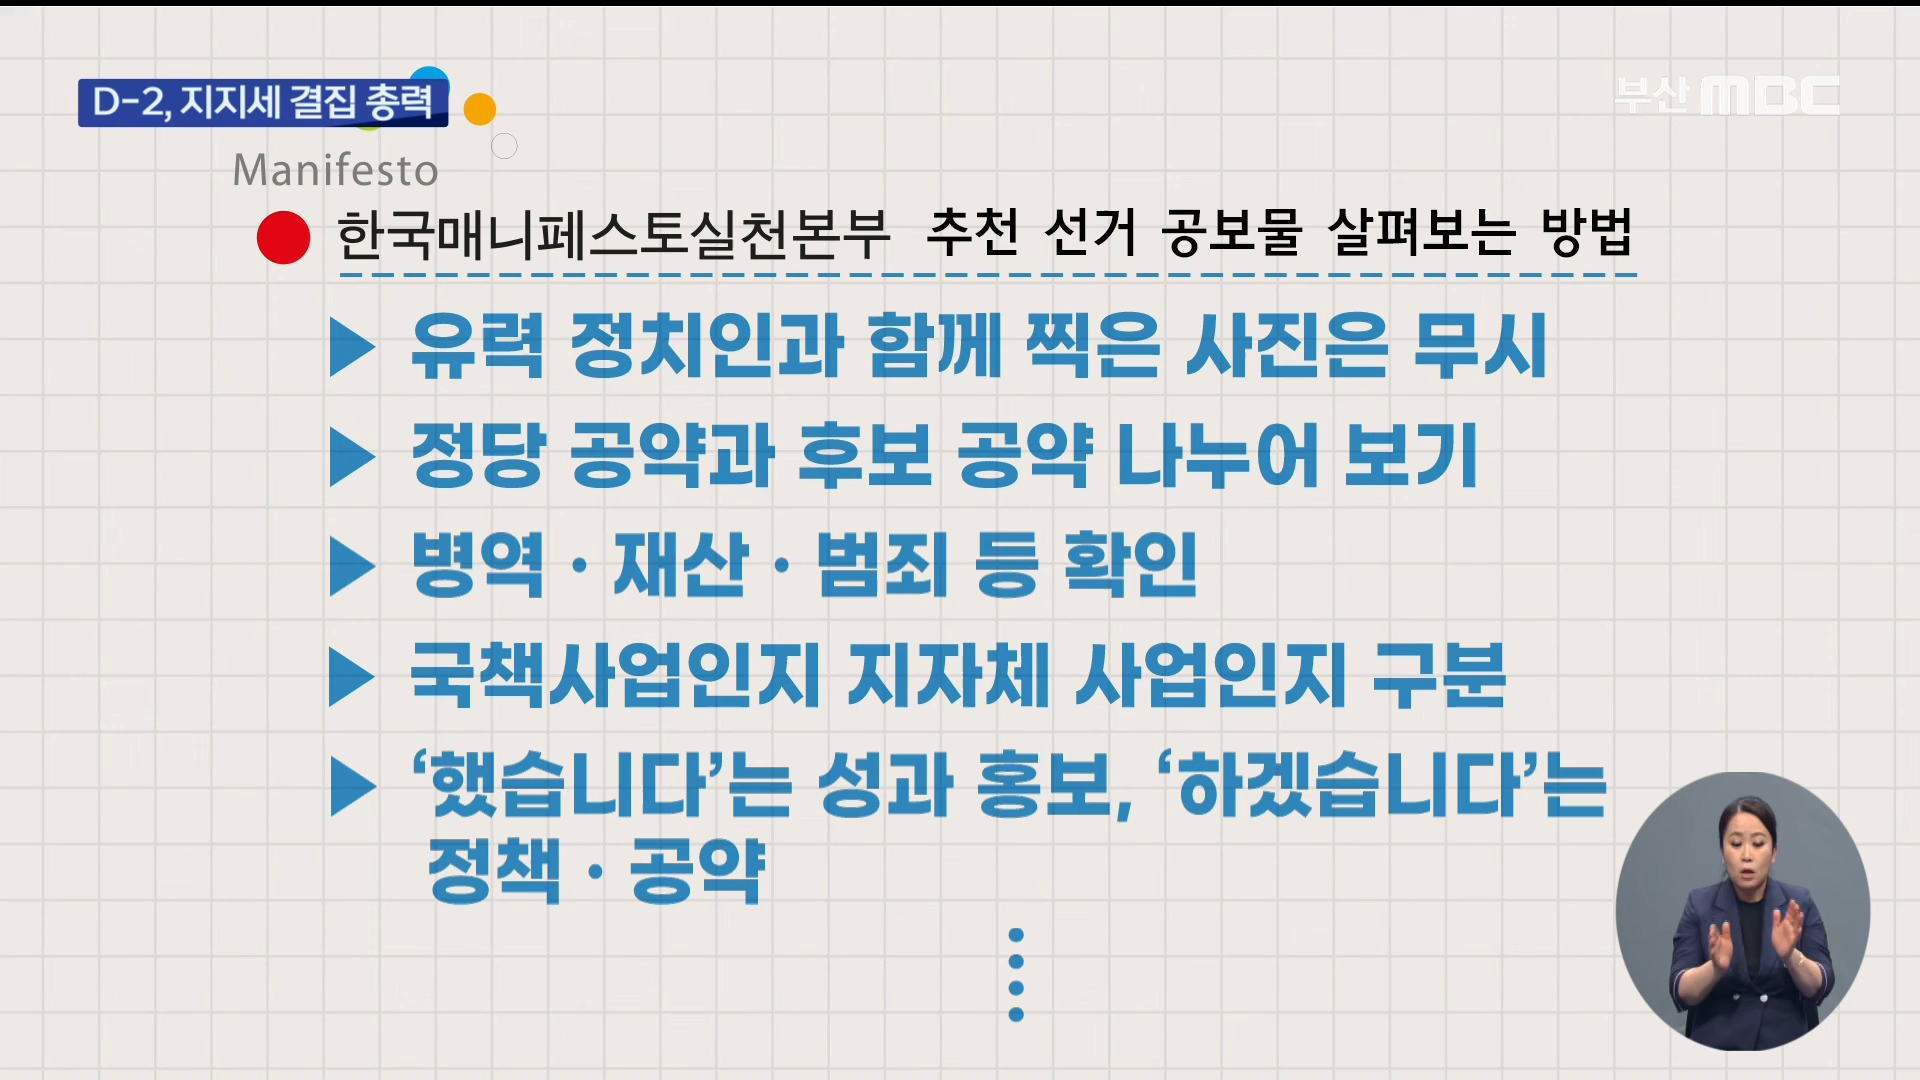 D-2, 지지세 결집 총력
부산 MBC
Manifesto
한국매니페스토실천본부 추천 선거 공보물 살펴보는 방법
▶ 유력 정치인과 함께 찍은 사진은 무시
▶ 정당 공약과 후보 공약 나누어 보기
▶ 병역·재산·범죄 등 확인
▶ 국책사업인지 지자체 사업인지 구분
▶ ‘했습니다’는 성과 홍보, ‘하겠습니다’는
정책·공약